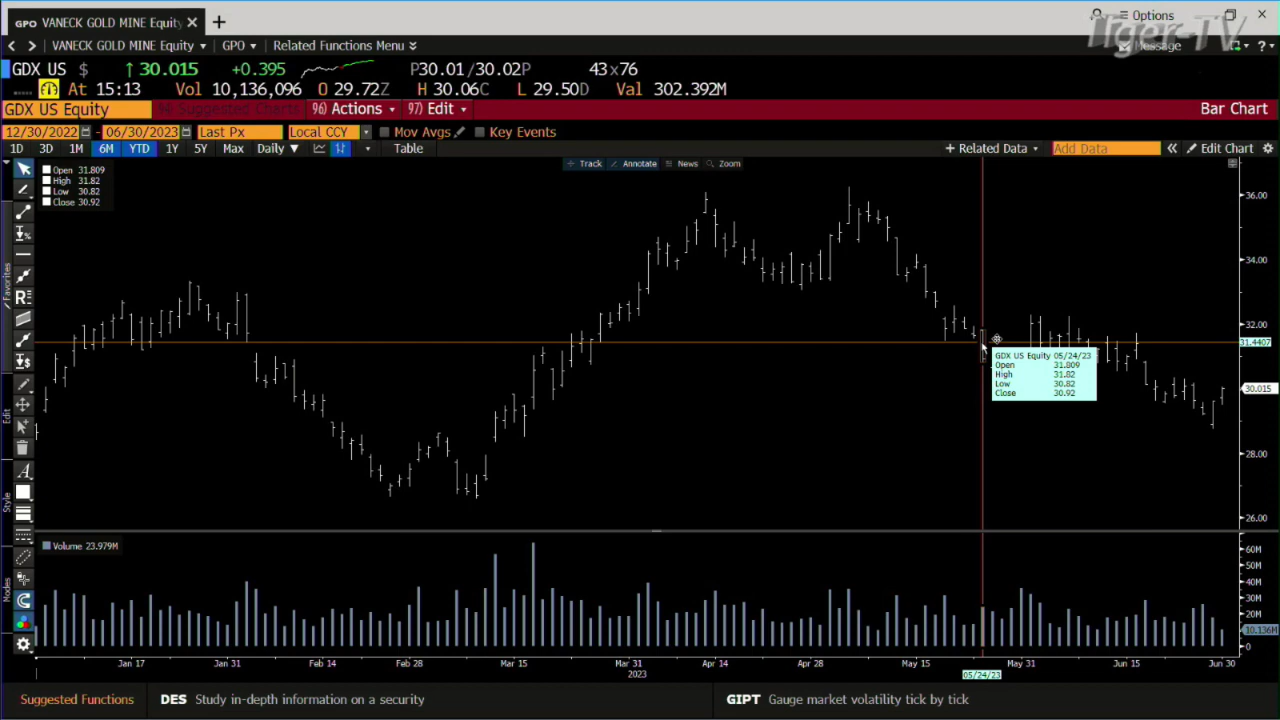 GPO VANECK GOLD MINE Equity
Options
Tiger-TV
VANECK GOLD MINE Equity GPO Related Functions Menu
Message
?
GDX US $ ↑ 30.015 +0.395 P30.01/30.02P 43x76
At 15:13 Vol 10,136,096 O 29.72Z H 30.06C L 29.50D Val 302.392M
GDX US Equity 94) Suggested Charts 96) Actions 97) Edit Bar Chart
12/30/2022 - 06/30/2023 Last Px Local CCY Mov Avgs Key Events
1D 3D 1M 6M YTD 1Y 5Y Max Daily ▼ Table + Related Data Add Data « Edit Chart
Track Annotate News Zoom
Open 31.809
High 31.82
Low 30.82
Close 30.92
Favorites
Edit
Style
Modes
36.00
34.00
32.00
31.4407
30.015
28.00
26.00
GDX US Equity 05/24/23
Open 31.809
High 31.82
Low 30.82
Close 30.92
Volume 23.979M
60M
50M
40M
30M
20M
10.136M
0
Jan 17 Jan 31 Feb 14 Feb 28 Mar 15 Mar 31 Apr 14 Apr 28 May 15 May 31 Jun 15 Jun 30
2023
05/24/23
Suggested Functions DES Study in-depth information on a security GIPT Gauge market volatility tick by tick